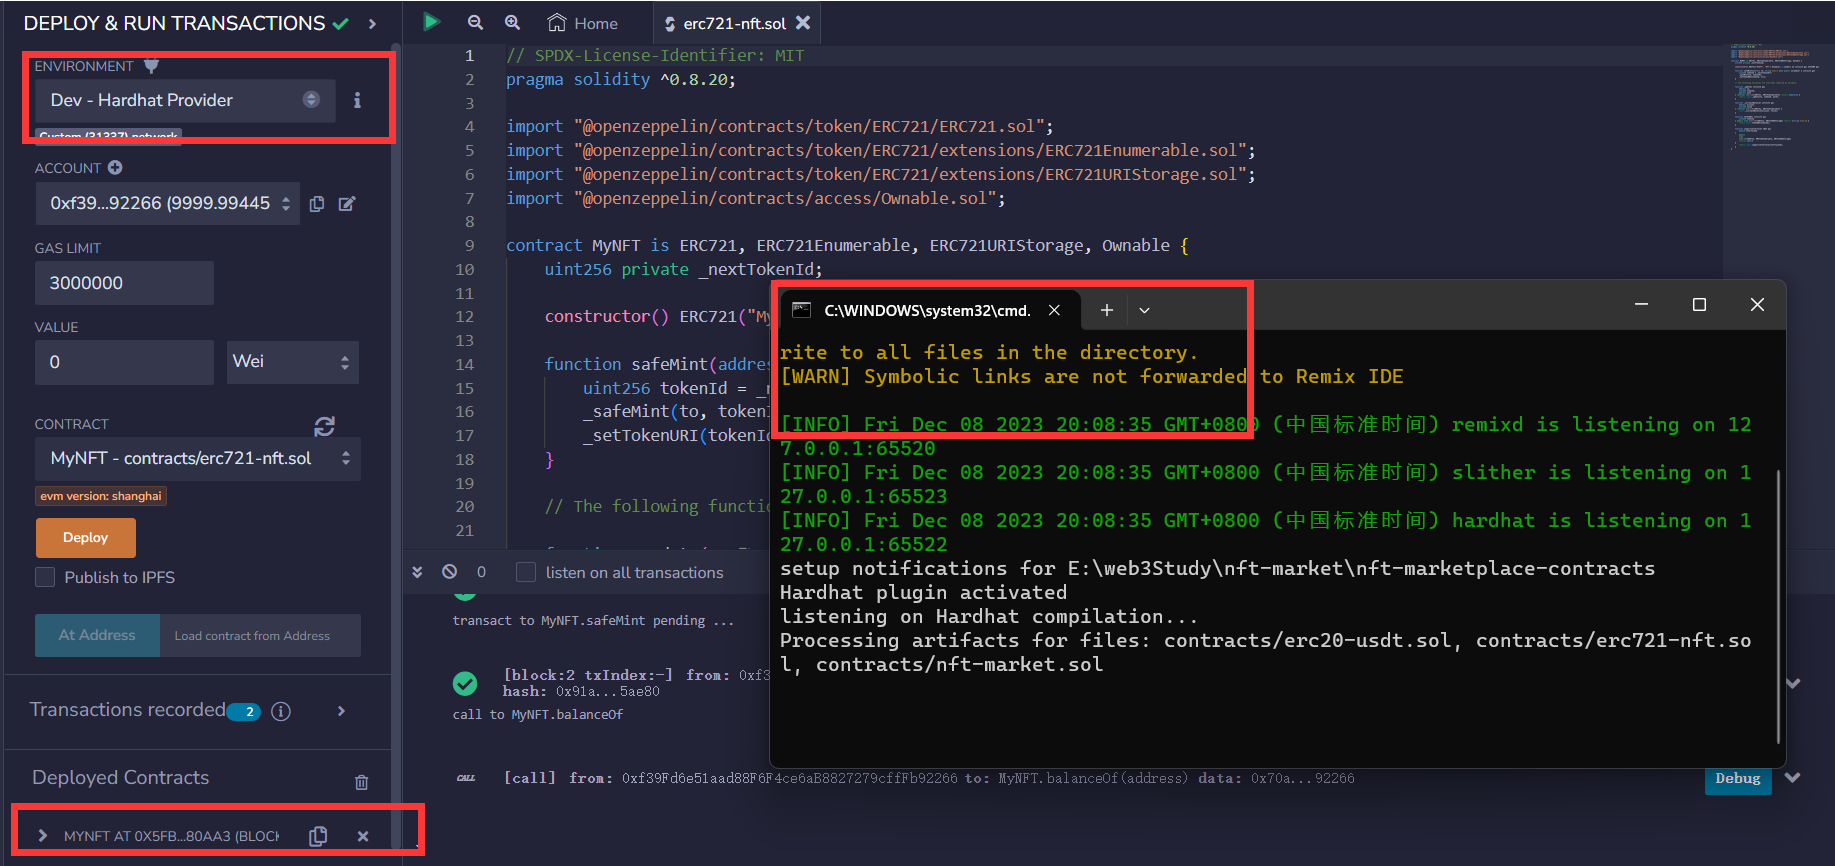 DEPLOY & RUN TRANSACTIONS
ENVIRONMENT
Dev - Hardhat Provider
Custom (31337) network
ACCOUNT
0xf39...92266 (9999.99445
GAS LIMIT
3000000
VALUE
0
Wei
CONTRACT
MyNFT - contracts/erc721-nft.sol
evm version: shanghai
Deploy
Publish to IPFS
At Address
Load contract from Address
Transactions recorded 2
Deployed Contracts
MYNFT AT 0X5FB...80AA3 (BLOCK
Home
erc721-nft.sol
1 // SPDX-License-Identifier: MIT
2 pragma solidity ^0.8.20;
3
4 import "@openzeppelin/contracts/token/ERC721/ERC721.sol";
5 import "@openzeppelin/contracts/token/ERC721/extensions/ERC721Enumerable.sol";
6 import "@openzeppelin/contracts/token/ERC721/extensions/ERC721URIStorage.sol";
7 import "@openzeppelin/contracts/access/Ownable.sol";
8
9 contract MyNFT is ERC721, ERC721Enumerable, ERC721URIStorage, Ownable {
10 uint256 private _nextTokenId;
11
12 constructor() ERC721("My
13
14 function safeMint(addres
15 uint256 tokenId = _n
16 _safeMint(to, tokenI
17 _setTokenURI(tokenId
18 }
19
20 // The following functio
21
0
listen on all transactions
transact to MyNFT.safeMint pending ...
[block:2 txIndex:-] from: 0xf3
hash: 0x91a...5ae80
call to MyNFT.balanceOf
CALL [call] from: 0xf39Fd6e51aad88F6F4ce6aB8827279cffFb92266 to: MyNFT.balanceOf(address) data: 0x70a...92266
Debug
C:\WINDOWS\system32\cmd.
rite to all files in the directory.
[WARN] Symbolic links are not forwarded to Remix IDE
[INFO] Fri Dec 08 2023 20:08:35 GMT+0800 (中国标准时间) remixd is listening on 12
7.0.0.1:65520
[INFO] Fri Dec 08 2023 20:08:35 GMT+0800 (中国标准时间) slither is listening on 1
27.0.0.1:65523
[INFO] Fri Dec 08 2023 20:08:35 GMT+0800 (中国标准时间) hardhat is listening on 1
27.0.0.1:65522
setup notifications for E:\web3Study\nft-market\nft-marketplace-contracts
Hardhat plugin activated
listening on Hardhat compilation...
Processing artifacts for files: contracts/erc20-usdt.sol, contracts/erc721-nft.so
l, contracts/nft-market.sol